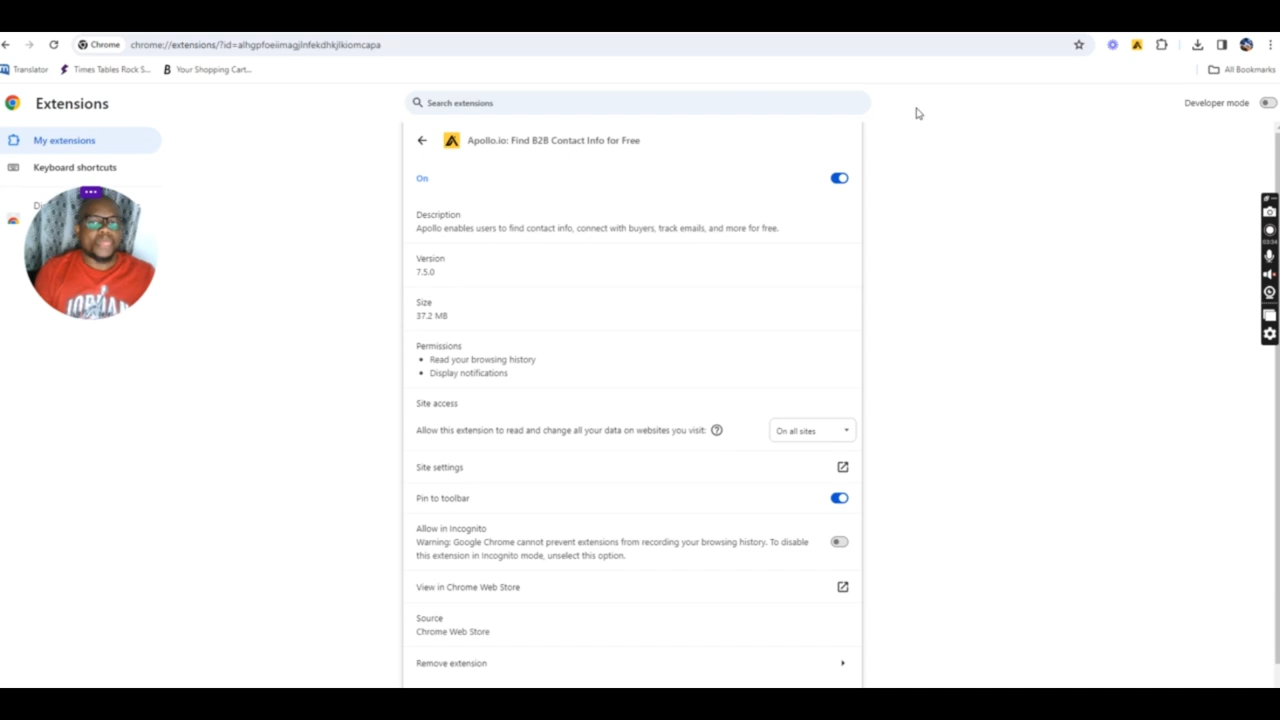 Chrome
chrome://extensions/?id=alhgpfoeiimagjlnfekdhkjlkiomcapa
Translator
Times Tables Rock S...
Your Shopping Cart...
All Bookmarks
Extensions
Search extensions
Developer mode
My extensions
Keyboard shortcuts
Apollo.io: Find B2B Contact Info for Free
On
Description
Apollo enables users to find contact info, connect with buyers, track emails, and more for free.
Version
7.5.0
Size
37.2 MB
Permissions
Read your browsing history
Display notifications
Site access
Allow this extension to read and change all your data on websites you visit:
On all sites
Site settings
Pin to toolbar
Allow in Incognito
Warning: Google Chrome cannot prevent extensions from recording your browsing history. To disable
this extension in Incognito mode, unselect this option.
View in Chrome Web Store
Source
Chrome Web Store
Remove extension